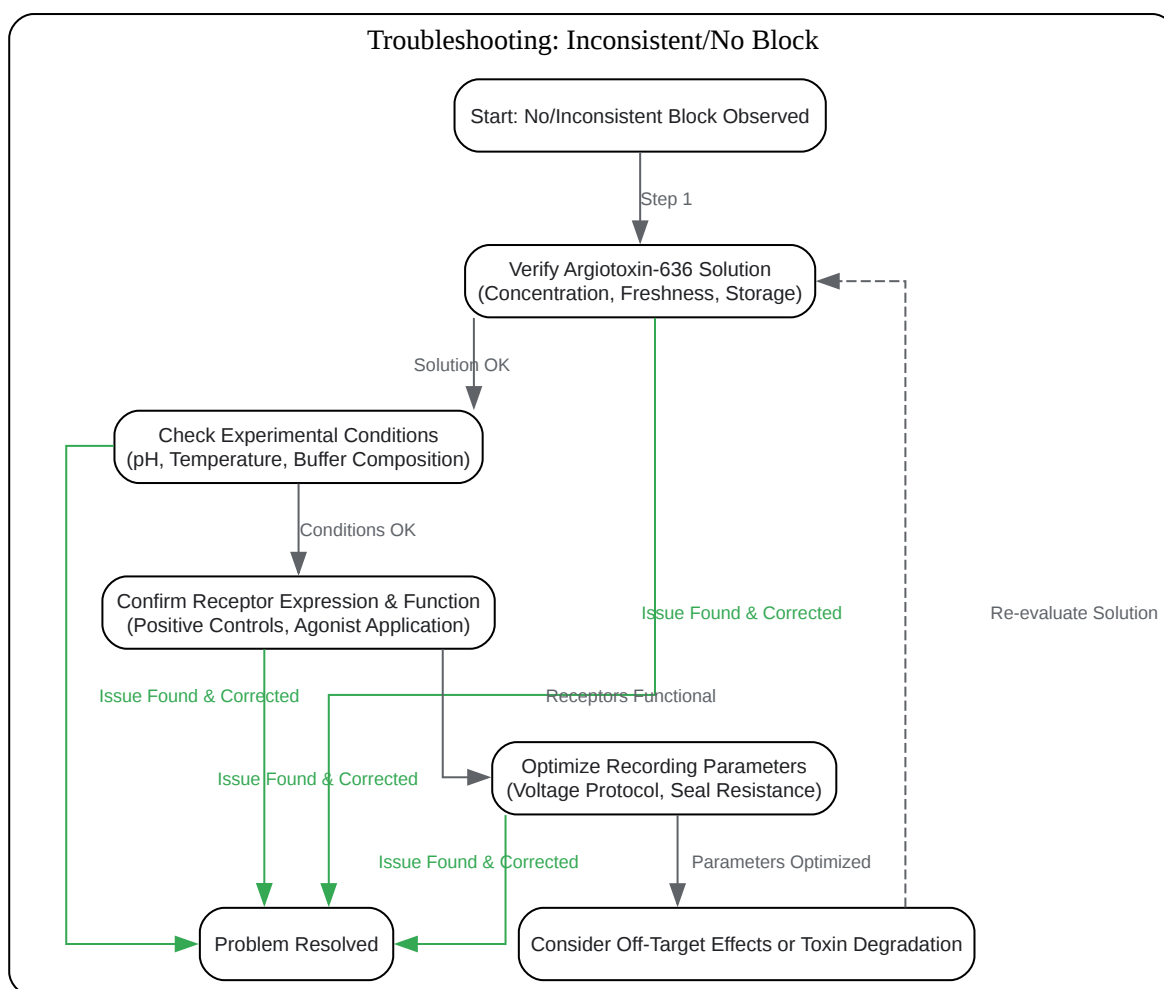 Troubleshooting: Inconsistent/No Block
Start: No/Inconsistent Block Observed
Step 1
Verify Argiotoxin-636 Solution
(Concentration, Freshness, Storage)
Solution OK
Check Experimental Conditions
(pH, Temperature, Buffer Composition)
Conditions OK
Confirm Receptor Expression & Function
(Positive Controls, Agonist Application)
Issue Found & Corrected
Re-evaluate Solution
Issue Found & Corrected
Receptors Functional
Optimize Recording Parameters
(Voltage Protocol, Seal Resistance)
Issue Found & Corrected
Issue Found & Corrected
Parameters Optimized
Problem Resolved
Consider Off-Target Effects or Toxin Degradation